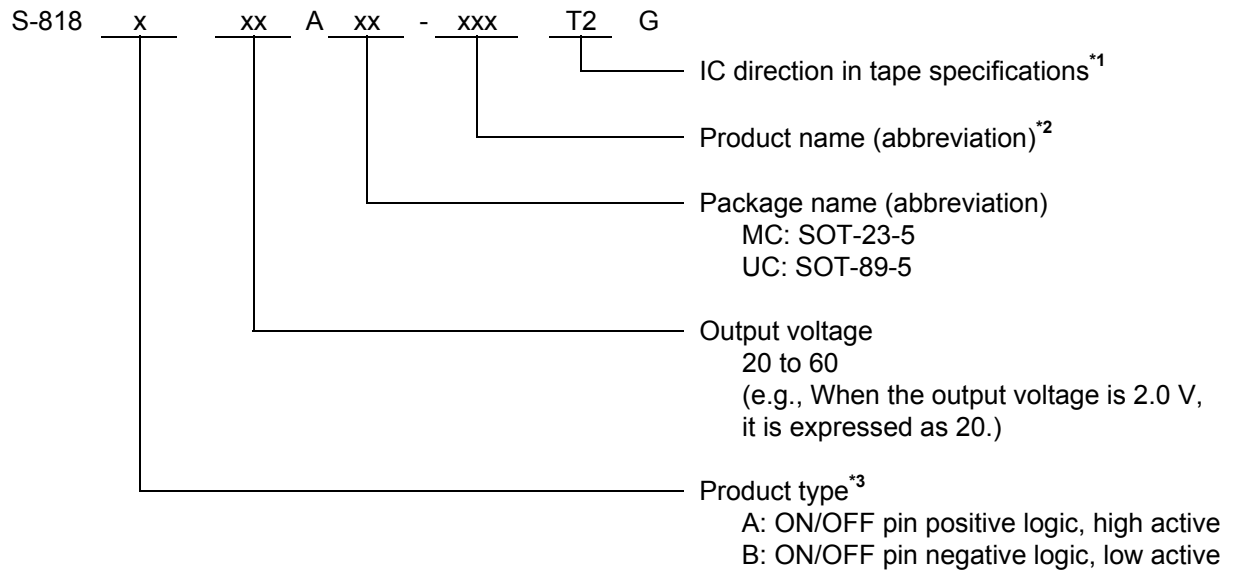 S-818 x xx A xx - xxx T2 G
IC direction in tape specifications*1
Product name (abbreviation)*2
Package name (abbreviation)
MC: SOT-23-5
UC: SOT-89-5
Output voltage
20 to 60
(e.g., When the output voltage is 2.0 V,
it is expressed as 20.)
Product type*3
A: ON/OFF pin positive logic, high active
B: ON/OFF pin negative logic, low active